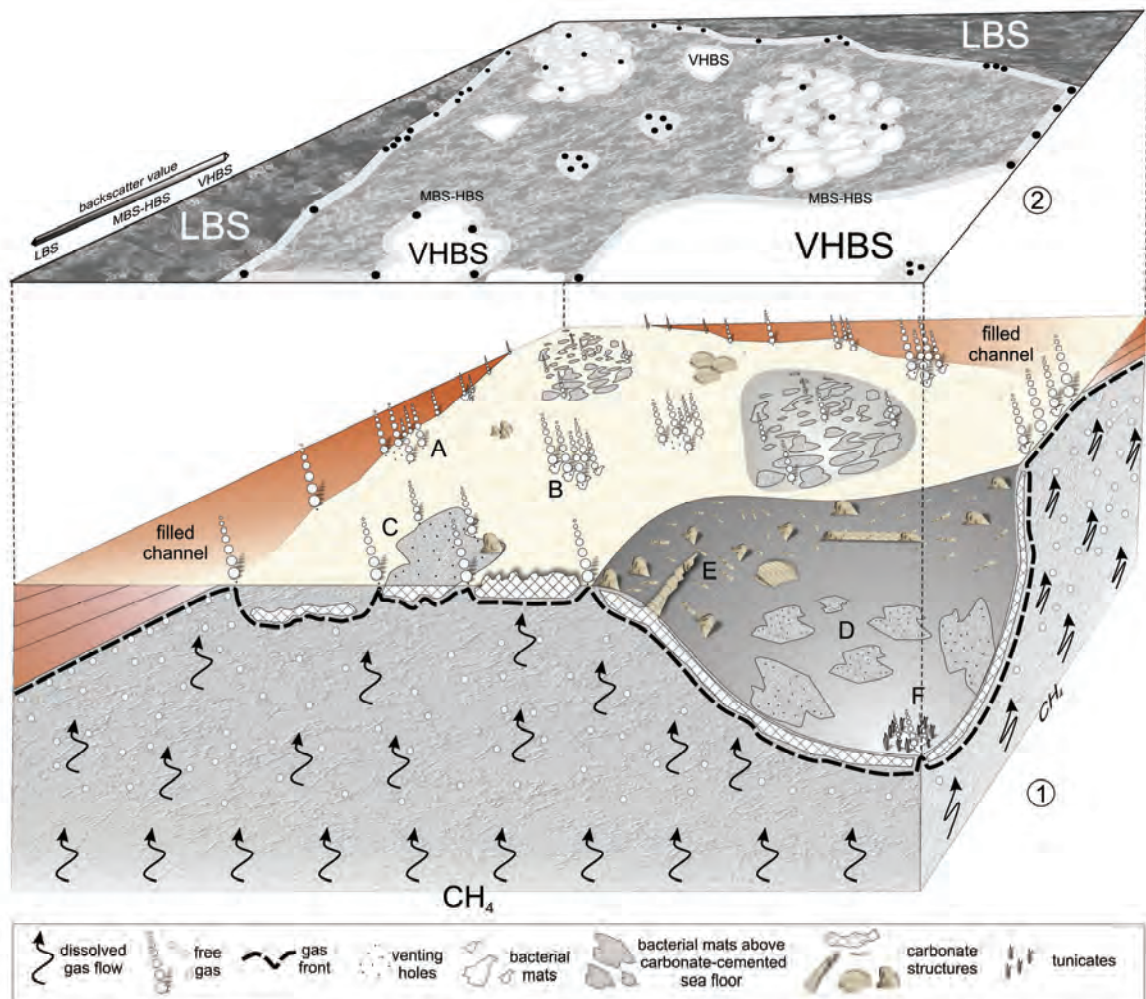 LBS
VHBS
backscatter value
LBS
MBS-HBS
VHBS
MBS-HBS
MBS-HBS
LBS
VHBS
VHBS
2
filled
channel
A
B
C
filled
channel
E
D
F
CH₄
1
CH₄
dissolved
gas flow
free
gas
gas
front
venting
holes
bacterial
mats
bacterial mats above
carbonate-cemented
sea floor
carbonate
structures
tunicates